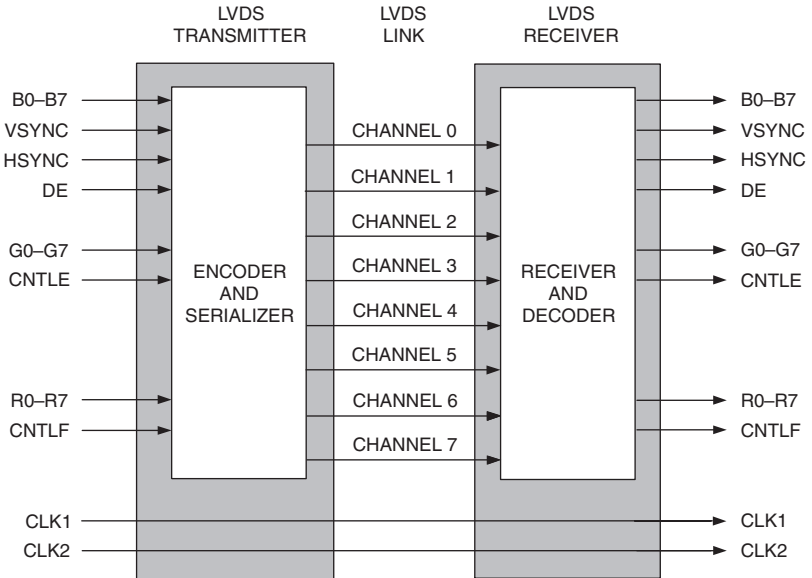 LVDS TRANSMITTER
LVDS LINK
LVDS RECEIVER
B0–B7
VSYNC
HSYNC
DE
G0–G7
CNTLE
R0–R7
CNTLF
CLK1
CLK2
ENCODER
AND
SERIALIZER
CHANNEL 0
CHANNEL 1
CHANNEL 2
CHANNEL 3
CHANNEL 4
CHANNEL 5
CHANNEL 6
CHANNEL 7
RECEIVER
AND
DECODER
B0–B7
VSYNC
HSYNC
DE
G0–G7
CNTLE
R0–R7
CNTLF
CLK1
CLK2